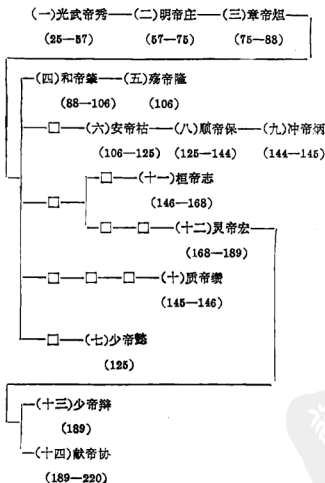 (一)光武帝秀——(二)明帝庄——(三)章帝炟
(25—57) (57—75) (75—88)
(四)和帝肇——(五)殇帝隆
(88—106) (106)
□——(六)安帝祜——(八)顺帝保——(九)冲帝炳
(106—125) (125—144) (144—145)
□——(十一)桓帝志
(146—168)
□
□——□——(十二)灵帝宏
(168—189)
□——□——□——(十)质帝缵
(145—146)
□——(七)少帝懿
(125)
(十三)少帝辩
(189)
(十四)献帝协
(189—220)